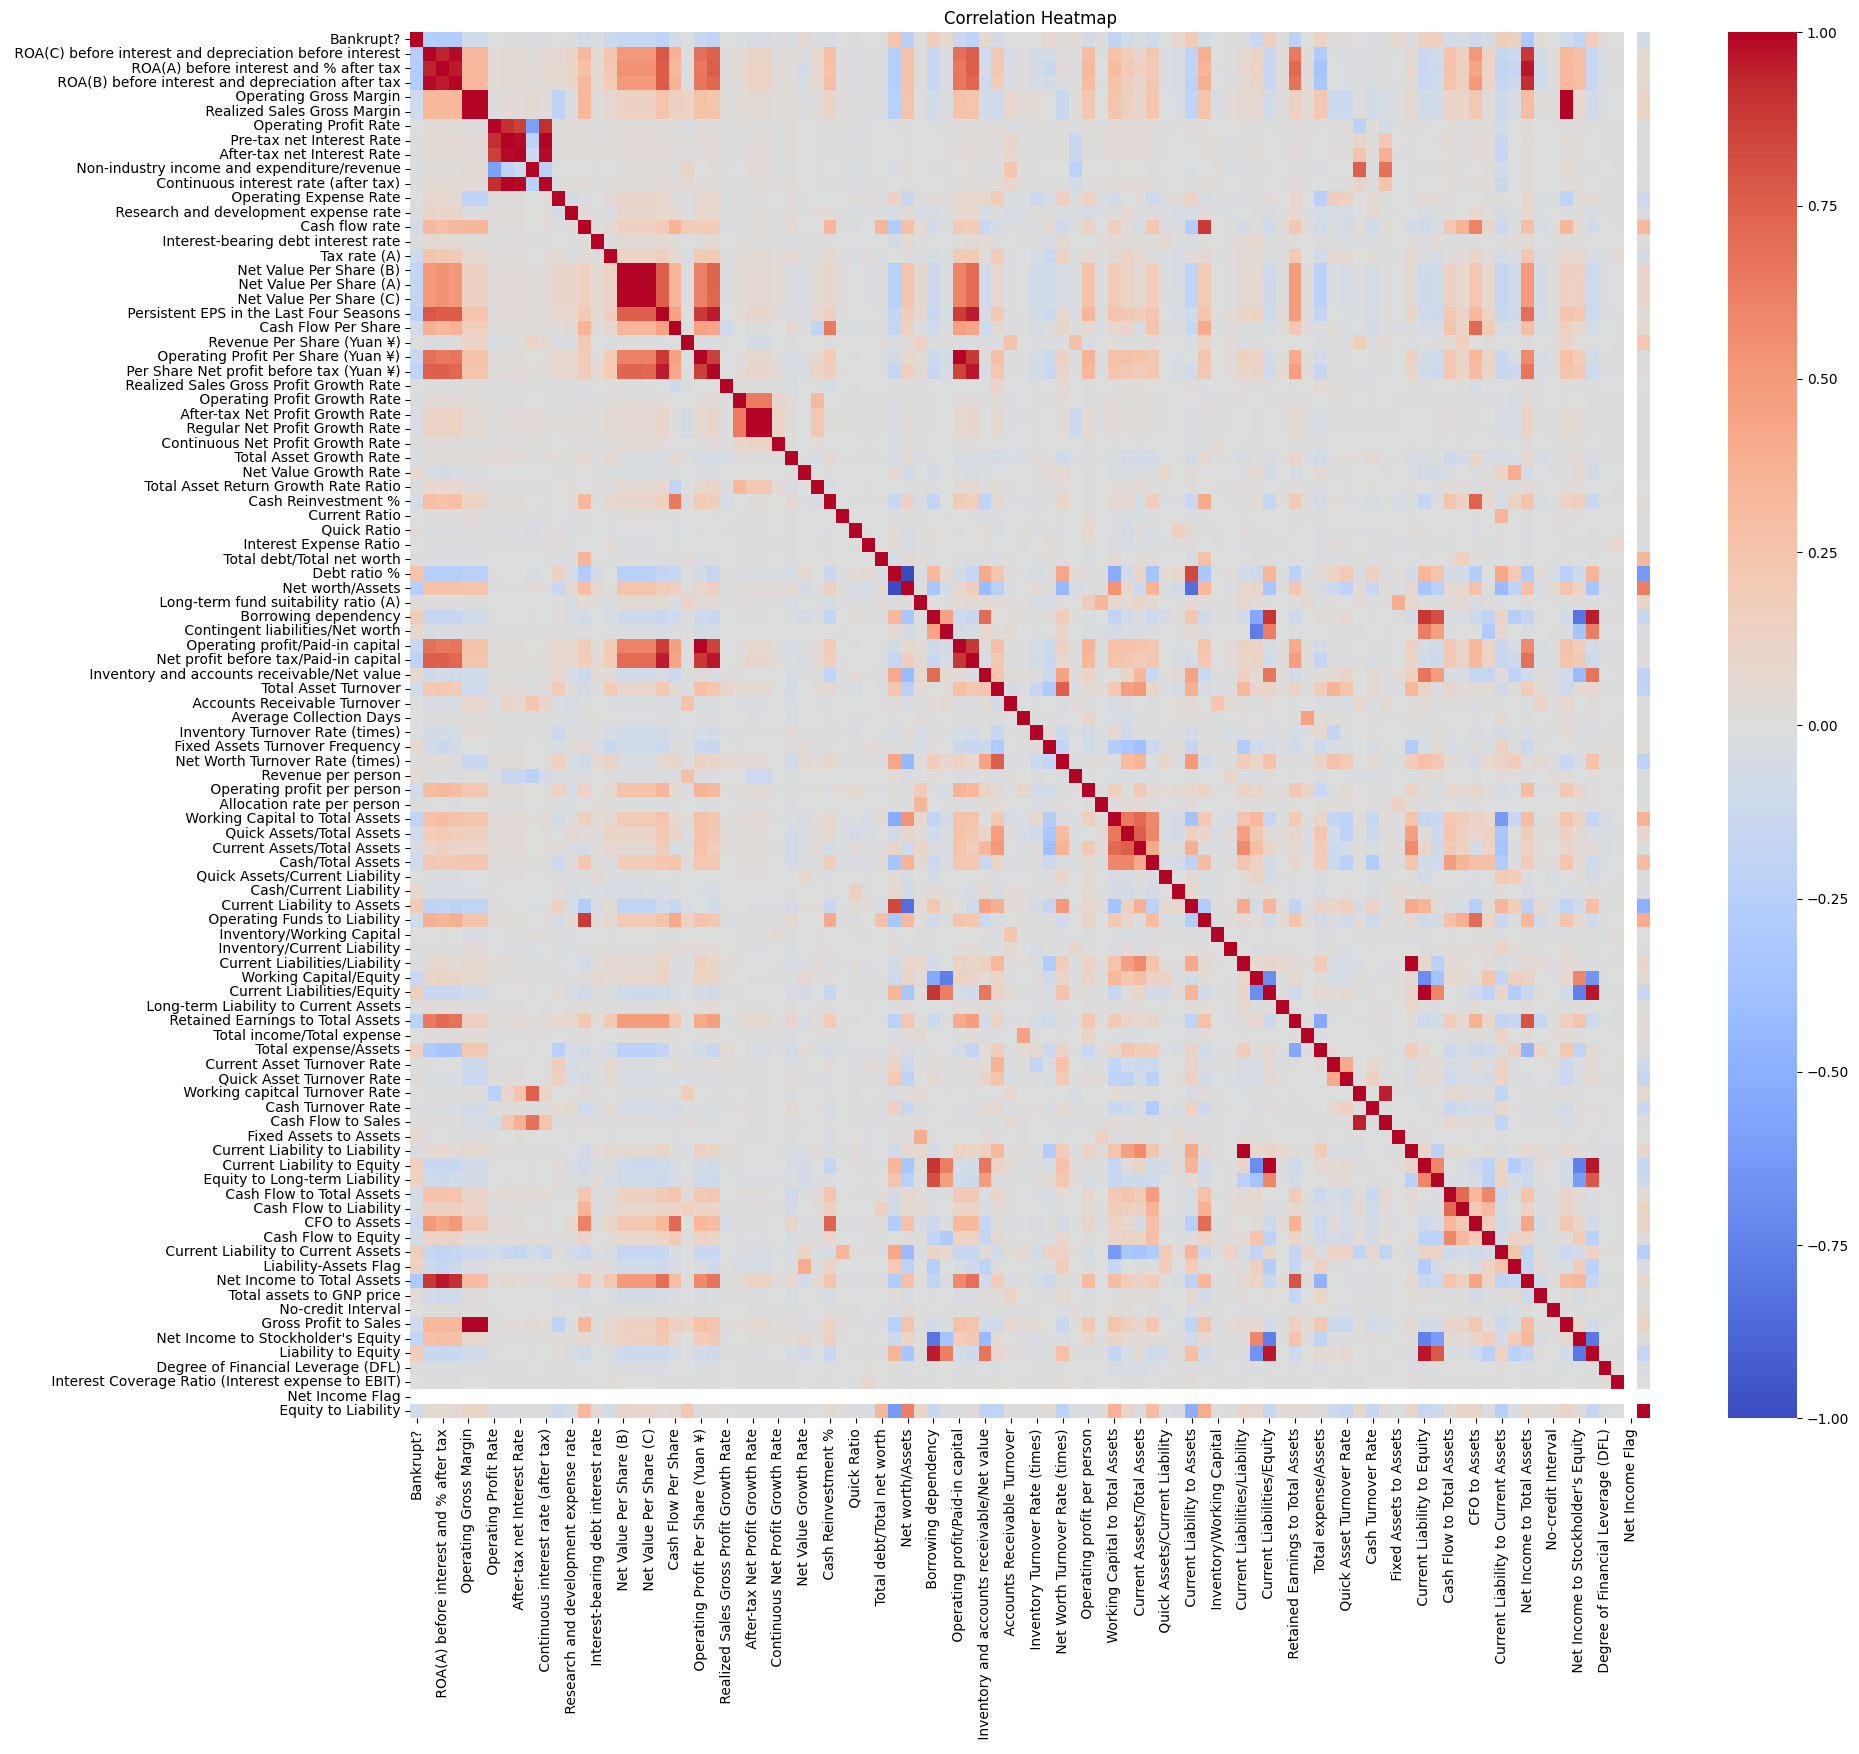 Correlation Heatmap
Bankrupt?
ROA(C) before interest and depreciation before interest
ROA(A) before interest and % after tax
ROA(B) before interest and depreciation after tax
Operating Gross Margin
Realized Sales Gross Margin
Operating Profit Rate
Pre-tax net Interest Rate
After-tax net Interest Rate
Non-industry income and expenditure/revenue
Continuous interest rate (after tax)
Operating Expense Rate
Research and development expense rate
Cash flow rate
Interest-bearing debt interest rate
Tax rate (A)
Net Value Per Share (B)
Net Value Per Share (A)
Net Value Per Share (C)
Persistent EPS in the Last Four Seasons
Cash Flow Per Share
Revenue Per Share (Yuan ¥)
Operating Profit Per Share (Yuan ¥)
Per Share Net profit before tax (Yuan ¥)
Realized Sales Gross Profit Growth Rate
Operating Profit Growth Rate
After-tax Net Profit Growth Rate
Regular Net Profit Growth Rate
Continuous Net Profit Growth Rate
Total Asset Growth Rate
Net Value Growth Rate
Total Asset Return Growth Rate Ratio
Cash Reinvestment %
Current Ratio
Quick Ratio
Interest Expense Ratio
Total debt/Total net worth
Debt ratio %
Net worth/Assets
Long-term fund suitability ratio (A)
Borrowing dependency
Contingent liabilities/Net worth
Operating profit/Paid-in capital
Net profit before tax/Paid-in capital
Inventory and accounts receivable/Net value
Total Asset Turnover
Accounts Receivable Turnover
Average Collection Days
Inventory Turnover Rate (times)
Fixed Assets Turnover Frequency
Net Worth Turnover Rate (times)
Revenue per person
Operating profit per person
Allocation rate per person
Working Capital to Total Assets
Quick Assets/Total Assets
Current Assets/Total Assets
Cash/Total Assets
Quick Assets/Current Liability
Cash/Current Liability
Current Liability to Assets
Operating Funds to Liability
Inventory/Working Capital
Inventory/Current Liability
Current Liabilities/Liability
Working Capital/Equity
Current Liabilities/Equity
Long-term Liability to Current Assets
Retained Earnings to Total Assets
Total income/Total expense
Total expense/Assets
Current Asset Turnover Rate
Quick Asset Turnover Rate
Working capitcal Turnover Rate
Cash Turnover Rate
Cash Flow to Sales
Fixed Assets to Assets
Current Liability to Liability
Current Liability to Equity
Equity to Long-term Liability
Cash Flow to Total Assets
Cash Flow to Liability
CFO to Assets
Cash Flow to Equity
Current Liability to Current Assets
Liability-Assets Flag
Net Income to Total Assets
Total assets to GNP price
No-credit Interval
Gross Profit to Sales
Net Income to Stockholder's Equity
Liability to Equity
Degree of Financial Leverage (DFL)
Interest Coverage Ratio (Interest expense to EBIT)
Net Income Flag
Equity to Liability
Bankrupt?
ROA(A) before interest and % after tax
Operating Gross Margin
Operating Profit Rate
After-tax net Interest Rate
Continuous interest rate (after tax)
Research and development expense rate
Interest-bearing debt interest rate
Net Value Per Share (B)
Net Value Per Share (C)
Cash Flow Per Share
Operating Profit Per Share (Yuan ¥)
Realized Sales Gross Profit Growth Rate
After-tax Net Profit Growth Rate
Continuous Net Profit Growth Rate
Net Value Growth Rate
Cash Reinvestment %
Quick Ratio
Total debt/Total net worth
Net worth/Assets
Borrowing dependency
Operating profit/Paid-in capital
Inventory and accounts receivable/Net value
Accounts Receivable Turnover
Inventory Turnover Rate (times)
Net Worth Turnover Rate (times)
Operating profit per person
Working Capital to Total Assets
Current Assets/Total Assets
Quick Assets/Current Liability
Current Liability to Assets
Inventory/Working Capital
Current Liabilities/Liability
Current Liabilities/Equity
Retained Earnings to Total Assets
Total expense/Assets
Quick Asset Turnover Rate
Cash Turnover Rate
Fixed Assets to Assets
Current Liability to Equity
Cash Flow to Total Assets
CFO to Assets
Current Liability to Current Assets
Net Income to Total Assets
No-credit Interval
Net Income to Stockholder's Equity
Degree of Financial Leverage (DFL)
Net Income Flag
1.00
0.75
0.50
0.25
0.00
−0.25
−0.50
−0.75
−1.00